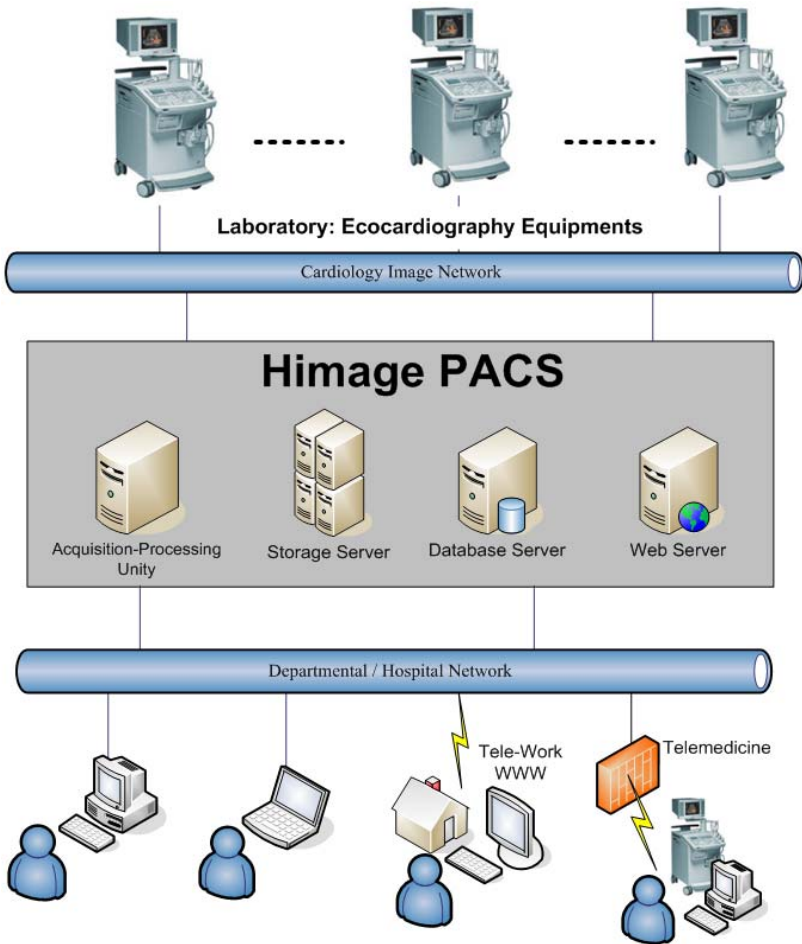 Laboratory: Ecocardiography Equipments
Cardiology Image Network
Himage PACS
Acquisition-Processing
Unity
Storage Server
Database Server
Web Server
Departmental / Hospital Network
Tele-Work
WWW
Telemedicine